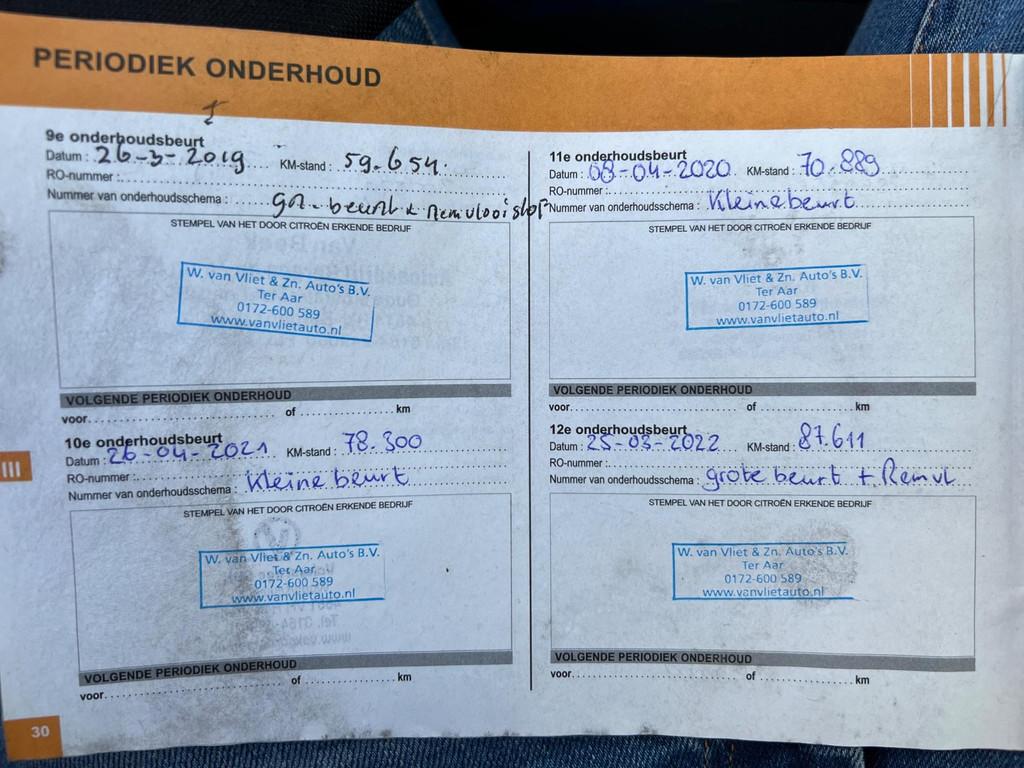 PERIODIEK ONDERHOUD
9e onderhoudsbeurt
Datum : 26-3-2019 KM-stand : 59.654.
RO-nummer :
Nummer van onderhoudsschema : gr-beurt + Remvlooistof
STEMPEL VAN HET DOOR CITROËN ERKENDE BEDRIJF
W. van Vliet & Zn. Auto's B.V.
Ter Aar
0172-600 589
www.vanvlietauto.nl
VOLGENDE PERIODIEK ONDERHOUD
voor of km
10e onderhoudsbeurt
Datum : 26-04-2021 KM-stand : 78.300
RO-nummer :
Nummer van onderhoudsschema : Kleine beurt
STEMPEL VAN HET DOOR CITROËN ERKENDE BEDRIJF
W. van Vliet & Zn. Auto's B.V.
Ter Aar
0172-600 589
www.vanvlietauto.nl
VOLGENDE PERIODIEK ONDERHOUD
voor of km
11e onderhoudsbeurt
Datum : 08-04-2020 KM-stand : 70.889
RO-nummer :
Nummer van onderhoudsschema : Kleine beurt
STEMPEL VAN HET DOOR CITROËN ERKENDE BEDRIJF
W. van Vliet & Zn. Auto's B.V.
Ter Aar
0172-600 589
www.vanvlietauto.nl
VOLGENDE PERIODIEK ONDERHOUD
voor of km
12e onderhoudsbeurt
Datum : 25-03-2022 KM-stand : 87.611
RO-nummer :
Nummer van onderhoudsschema : grote beurt + Remvl
STEMPEL VAN HET DOOR CITROËN ERKENDE BEDRIJF
W. van Vliet & Zn. Auto's B.V.
Ter Aar
0172-600 589
www.vanvlietauto.nl
VOLGENDE PERIODIEK ONDERHOUD
voor of km
III
30